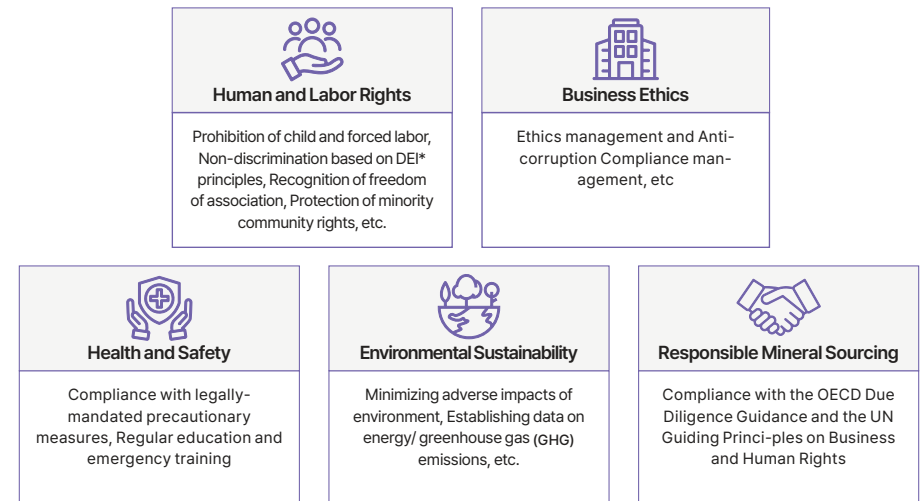 Human and Labor Rights
Prohibition of child and forced labor,
Non-discrimination based on DEI*
principles, Recognition of freedom
of association, Protection of minority
community rights, etc.
Business Ethics
Ethics management and Anti-
corruption Compliance man-
agement, etc
Health and Safety
Compliance with legally-
mandated precautionary
measures, Regular education and
emergency training
Environmental Sustainability
Minimizing adverse impacts of
environment, Establishing data on
energy/ greenhouse gas (GHG)
emissions, etc.
Responsible Mineral Sourcing
Compliance with the OECD Due
Diligence Guidance and the UN
Guiding Princi-ples on Business
and Human Rights